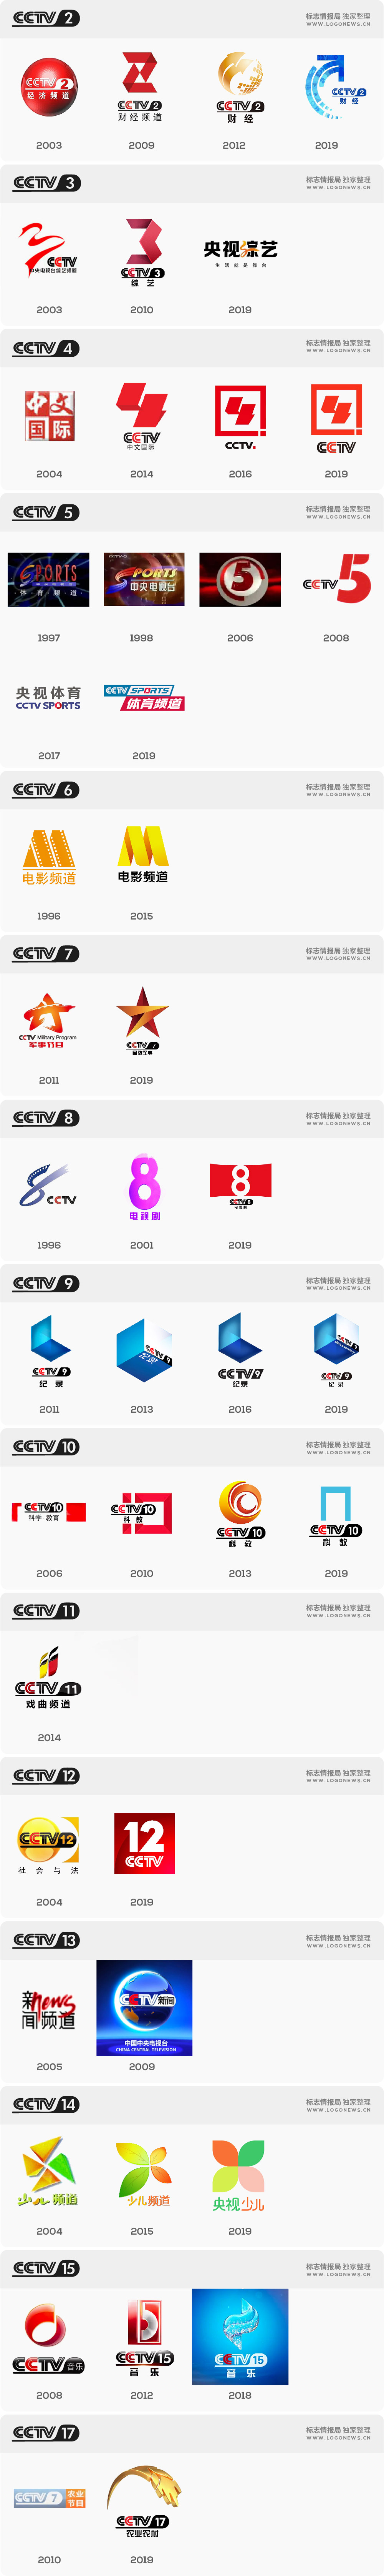 CCTV 2
标志情报局 独家整理
WWW.LOGONEWS.CN
CCTV 2
经济频道
CCTV 2
财经频道
CCTV 2
财经
CCTV 2
财经
2003
2009
2012
2019
CCTV 3
标志情报局 独家整理
WWW.LOGONEWS.CN
CCTV
中央电视台综艺频道
CCTV 3
综艺
央视综艺
生活就是舞台
2003
2010
2019
CCTV 4
标志情报局 独家整理
WWW.LOGONEWS.CN
中文
国际
4
CCTV
中文国际
4
CCTV.
4
CCTV
2004
2014
2016
2019
CCTV 5
标志情报局 独家整理
WWW.LOGONEWS.CN
SPORTS
体育频道
CCTV-5
SPORTS
中央电视台
5
CCTV 5
1997
1998
2006
2008
央视体育
CCTV SPORTS
CCTV SPORTS
体育频道
2017
2019
CCTV 6
标志情报局 独家整理
WWW.LOGONEWS.CN
电影频道
电影频道
1996
2015
CCTV 7
标志情报局 独家整理
WWW.LOGONEWS.CN
CCTV Military Program
军事节目
CCTV 7
国防军事
2011
2019
CCTV 8
标志情报局 独家整理
WWW.LOGONEWS.CN
8 CCTV
8
电视剧
8
CCTV 8
电视剧
1996
2001
2019
CCTV 9
标志情报局 独家整理
WWW.LOGONEWS.CN
CCTV 9
纪录
CCTV 9
纪录
CCTV 9
纪录
CCTV 9
CCTV 9
纪录
2011
2013
2016
2019
CCTV 10
标志情报局 独家整理
WWW.LOGONEWS.CN
CCTV 10
科学·教育
CCTV 10
科教
CCTV 10
科教
CCTV 10
科教
2006
2010
2013
2019
CCTV 11
标志情报局 独家整理
WWW.LOGONEWS.CN
CCTV 11
戏曲频道
2014
CCTV 12
标志情报局 独家整理
WWW.LOGONEWS.CN
CCTV 12
社会与法
12
CCTV
2004
2019
CCTV 13
标志情报局 独家整理
WWW.LOGONEWS.CN
新news
闻频道
CCTV 新闻
中国中央电视台
CHINA CENTRAL TELEVISION
2005
2009
CCTV 14
标志情报局 独家整理
WWW.LOGONEWS.CN
少儿频道
少儿频道
央视少儿
2004
2015
2019
CCTV 15
标志情报局 独家整理
WWW.LOGONEWS.CN
CCTV 音乐
CCTV 15
音乐
CCTV 15
音乐
2008
2012
2018
CCTV 17
标志情报局 独家整理
WWW.LOGONEWS.CN
CCTV 7 农业
节目
CCTV 17
农业农村
2010
2019